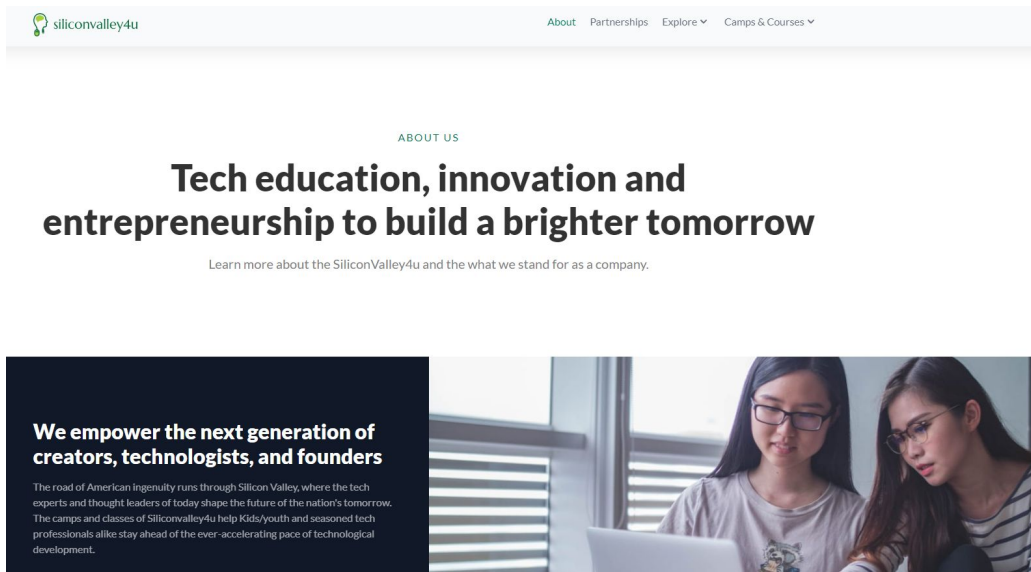 siliconvalley4u
About Partnerships Explore Camps & Courses
ABOUT US
Tech education, innovation and
entrepreneurship to build a brighter tomorrow
Learn more about the SiliconValley4u and the what we stand for as a company.
We empower the next generation of
creators, technologists, and founders
The road of American ingenuity runs through Silicon Valley, where the tech
experts and thought leaders of today shape the future of the nation's tomorrow.
The camps and classes of Siliconvalley4u help Kids/youth and seasoned tech
professionals alike stay ahead of the ever-accelerating pace of technological
development.